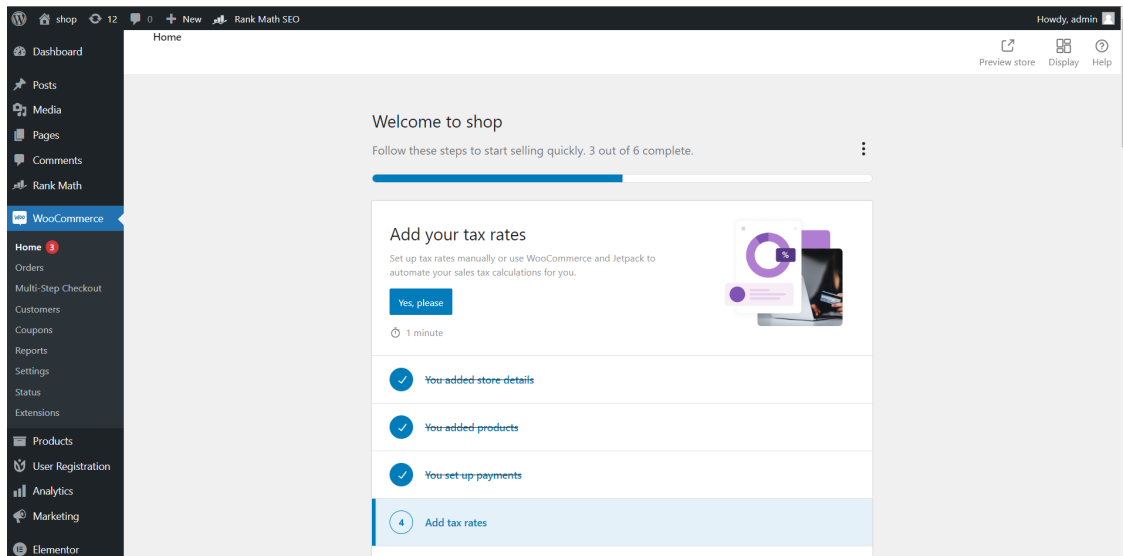 shop 12 0 + New Rank Math SEO Howdy, admin
Dashboard
Posts
Media
Pages
Comments
Rank Math
WooCommerce
Home 3
Orders
Multi-Step Checkout
Customers
Coupons
Reports
Settings
Status
Extensions
Products
User Registration
Analytics
Marketing
Elementor
Home
Preview store Display Help
Welcome to shop
Follow these steps to start selling quickly. 3 out of 6 complete.
Add your tax rates
Set up tax rates manually or use WooCommerce and Jetpack to
automate your sales tax calculations for you.
Yes, please
1 minute
%
You added store details
You added products
You set up payments
4 Add tax rates